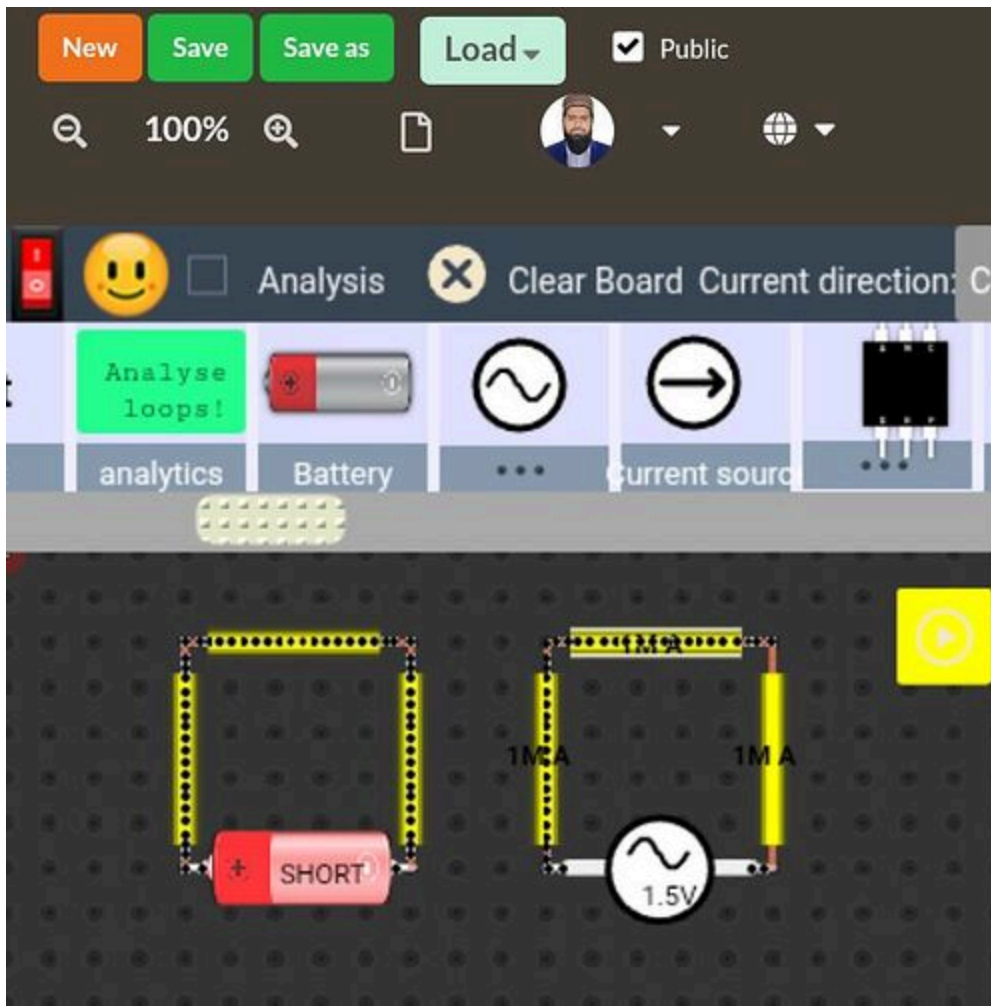 New Save Save as Load Public
100%
Analysis Clear Board Current direction: C
Analyse
loops!
analytics Battery ... Current sourc ...
1M A
1M A 1M A
SHORT
1.5V